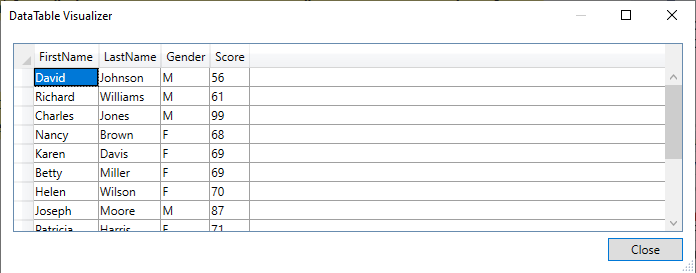 DataTable Visualizer
FirstName LastName Gender Score
David Johnson M 56
Richard Williams M 61
Charles Jones M 99
Nancy Brown F 68
Karen Davis F 69
Betty Miller F 69
Helen Wilson F 70
Joseph Moore M 87
Patricia Harris F 71
Close